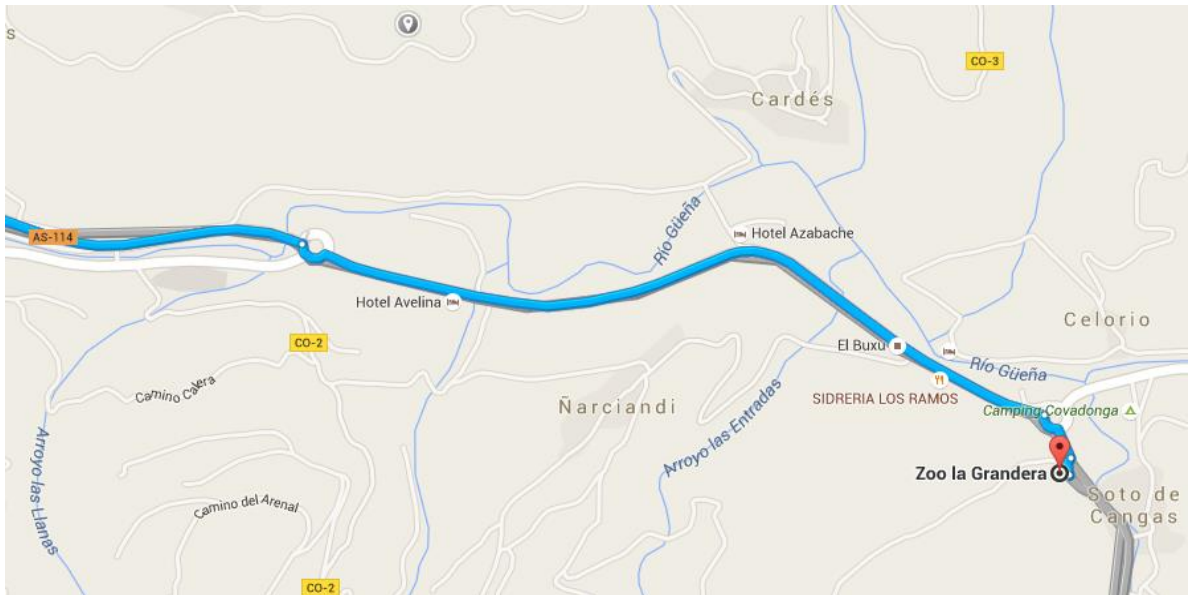 s
CO-3
Cardés
Río Güeña
Hotel Azabache
AS-114
Hotel Avelina
CO-2
El Buxu
Celorio
Río Güeña
Camino Calera
Ñarciandi
SIDRERIA LOS RAMOS
Camping Covadonga
Arroyo las Entradas
Arroyo las Llanas
Zoo la Grandera
Camino del Arenal
Soto de
Cangas
CO-2